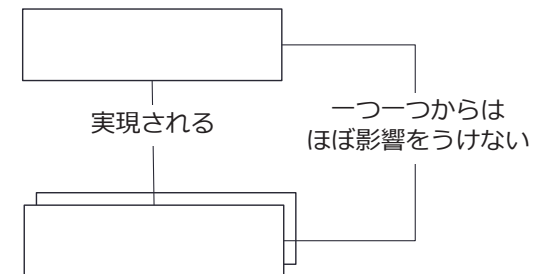 実現される
一つ一つからは
ほぼ影響をうけない